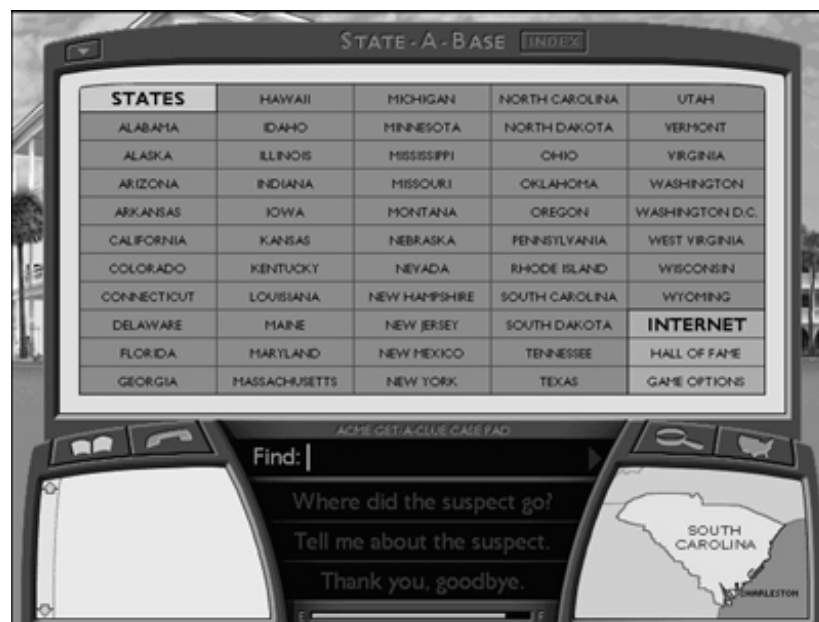 STATE-A-BASE INDEX
STATES HAWAII MICHIGAN NORTH CAROLINA UTAH
ALABAMA IDAHO MINNESOTA NORTH DAKOTA VERMONT
ALASKA ILLINOIS MISSISSIPPI OHIO VIRGINIA
ARIZONA INDIANA MISSOURI OKLAHOMA WASHINGTON
ARKANSAS IOWA MONTANA OREGON WASHINGTON D.C.
CALIFORNIA KANSAS NEBRASKA PENNSYLVANIA WEST VIRGINIA
COLORADO KENTUCKY NEVADA RHODE ISLAND WISCONSIN
CONNECTICUT LOUISIANA NEW HAMPSHIRE SOUTH CAROLINA WYOMING
DELAWARE MAINE NEW JERSEY SOUTH DAKOTA INTERNET
FLORIDA MARYLAND NEW MEXICO TENNESSEE HALL OF FAME
GEORGIA MASSACHUSETTS NEW YORK TEXAS GAME OPTIONS
ACME GET-A-CLUE CASE PAD
Find:
Where did the suspect go?
Tell me about the suspect.
Thank you, goodbye.
E F
SOUTH
CAROLINA
CHARLESTON